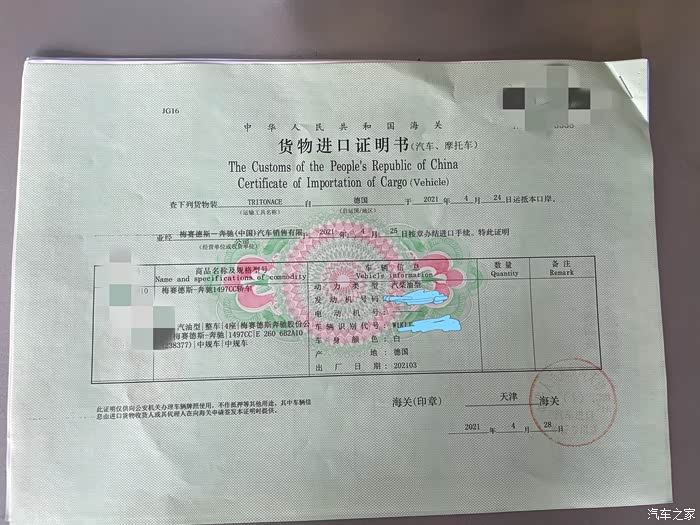 JG16
中华人民共和国海关
货物进口证明书(汽车、摩托车)
The Customs of the People's Republic of China
Certificate of Importation of Cargo (Vehicle)
查下列货物装 TRITONACE 自 德国 于 2021 年 4 月 24 日运抵本口岸。
(运输工具名称) (启运国/地区)
业经 梅赛德斯-奔驰(中国)汽车销售有限公司 于 2021 年 4 月 25 日按章办结进口手续。特此证明
(经营单位或收货单位)
商品名称及规格型号 车辆信息 数量 备注
Name and specifications of commodity Vehicle information Quantity Remark
梅赛德斯-奔驰1497CC轿车 动力类型:汽柴油型
发动机号码
电动机号:
汽油型|整车|4座|梅赛德斯奔驰股份公 车辆识别代号:
梅赛德斯-奔驰|1497CC|E 260 682A10 车身颜色:白
38377)|中规车|中规车 产地:德国
出厂日期:202103
此证明仅供向公安机关办理车辆牌照使用,不作抵押等其他用途。其中车辆信
息由进口货物收货人或其代理人在向海关申请签发本证明时提供。
海关(印章) 天津 海关
2021 年 4 月 28 日
汽车之家